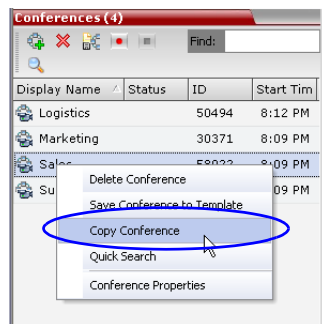 Conferences (4)
Find:
Display Name Status ID Start Tim
Logistics 50494 8:12 PM
Marketing 30371 8:09 PM
Sales 58022 8:09 PM
Su 09 PM
Delete Conference
Save Conference to Template
Copy Conference
Quick Search
Conference Properties